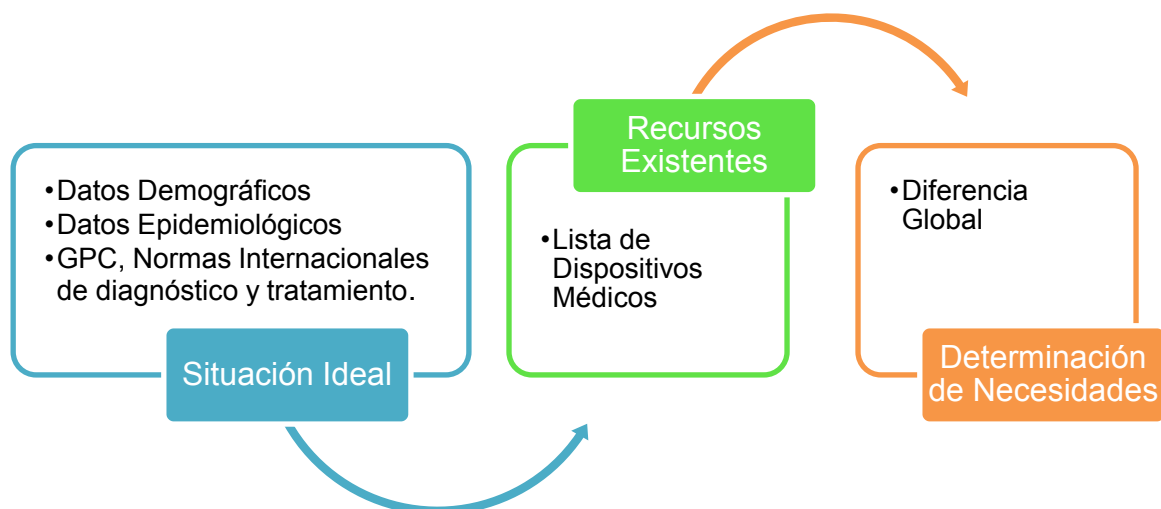 •Datos Demográficos
•Datos Epidemiológicos
•GPC, Normas Internacionales
de diagnóstico y tratamiento.
Situación Ideal
Recursos
Existentes
•Lista de
Dispositivos
Médicos
•Diferencia
Global
Determinación
de Necesidades